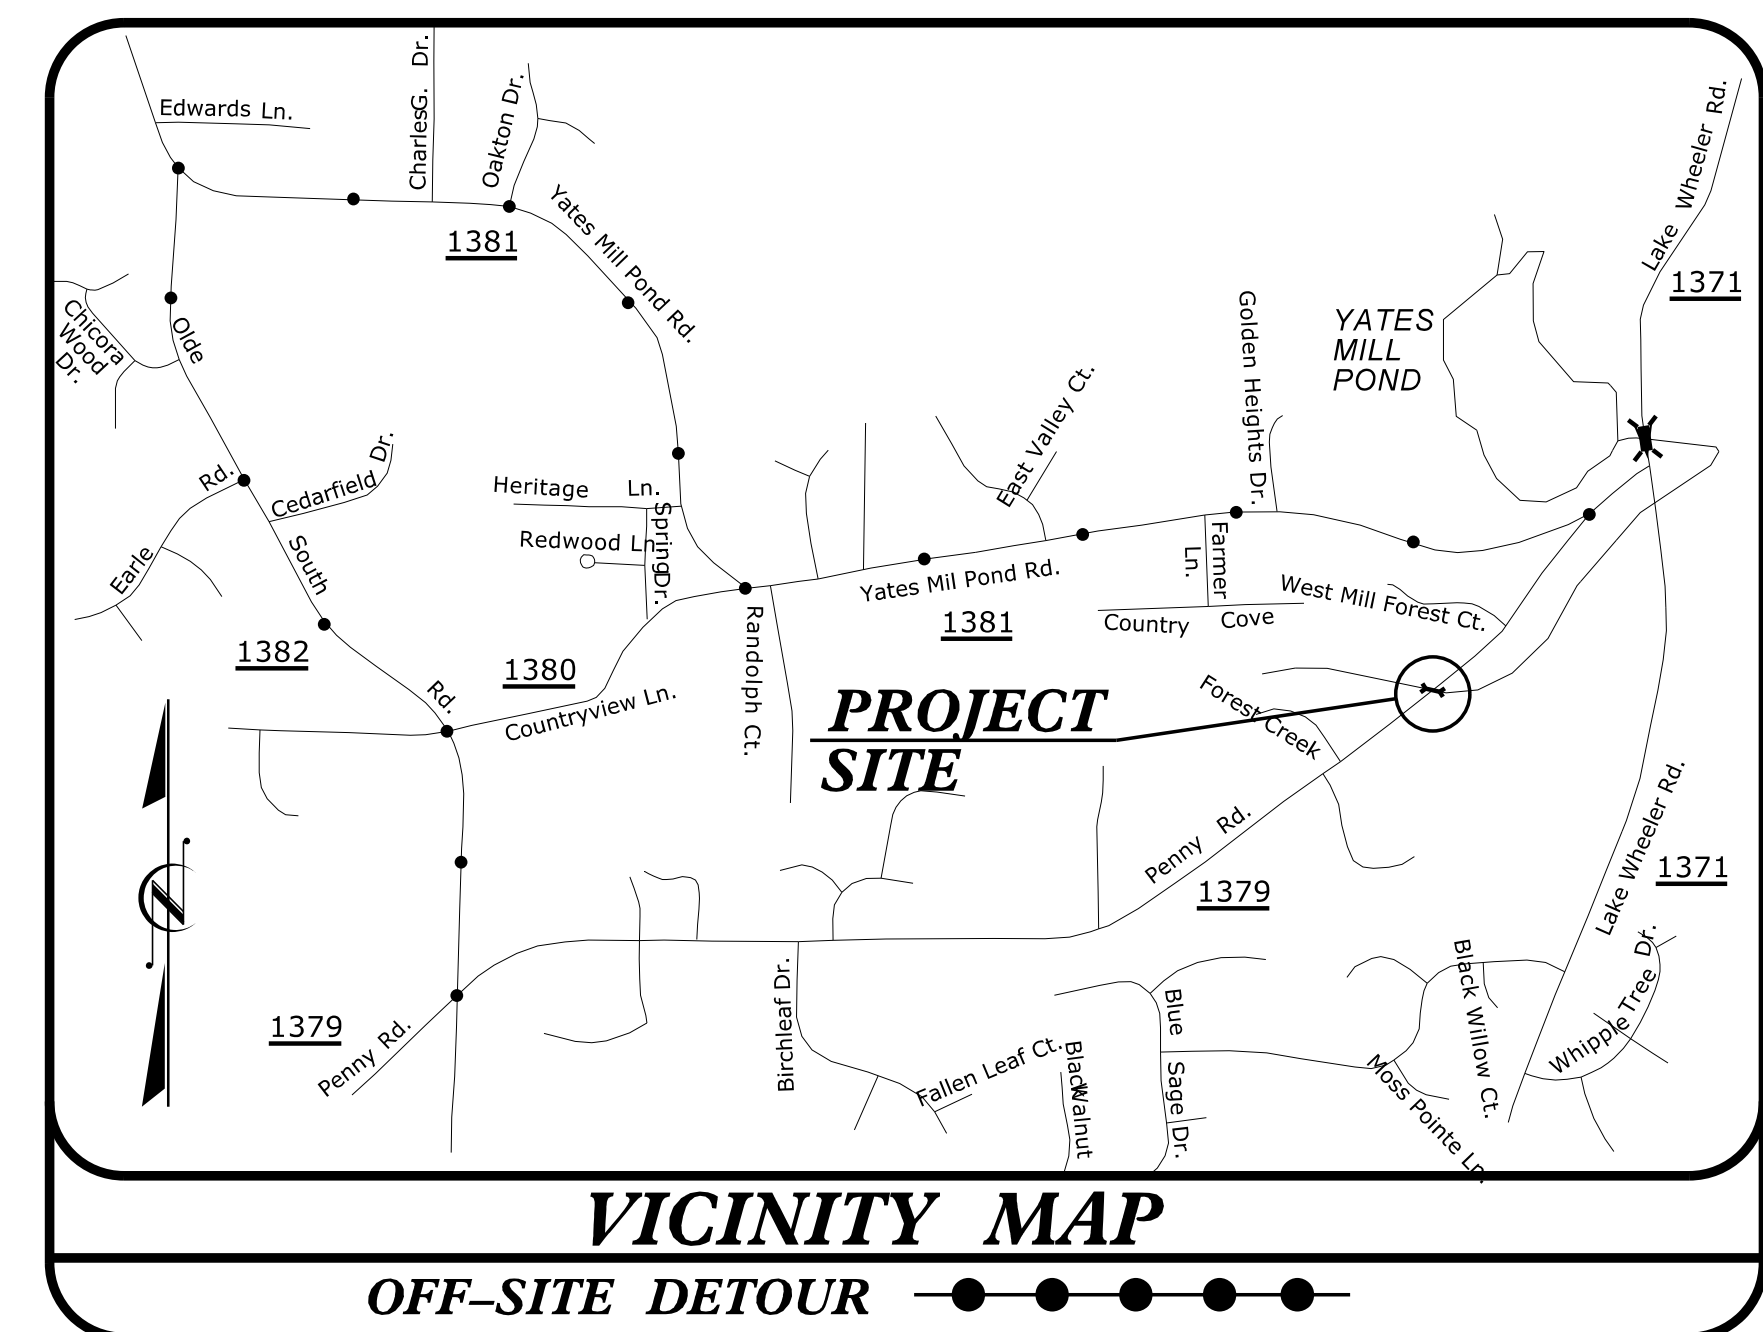 Edwards Ln.
CharlesG. Dr.
Oakton Dr.
Lake Wheeler Rd.
Yates Mill Pond Rd.
1381
1371
Chicora
Wood
Dr.
Olde
Golden Heights Dr.
YATES
MILL
POND
East Valley Ct.
Rd.
Cedarfield Dr.
Heritage Ln.
Spring Dr.
Redwood Ln.
Earle
South
Farmer
Ln.
Yates Mil Pond Rd.
West Mill Forest Ct.
1381
Country Cove
Randolph Ct.
1382
1380
Rd.
Countryview Ln.
PROJECT
SITE
Forest Creek
Penny Rd.
1379
Lake Wheeler Rd.
1371
N
1379
Penny Rd.
Birchleaf Dr.
Fallen Leaf Ct.
Black
Walnut
Blue Sage Dr.
Moss Pointe Ln.
Black Willow Ct.
Whipple Tree Dr.
VICINITY MAP
OFF–SITE DETOUR